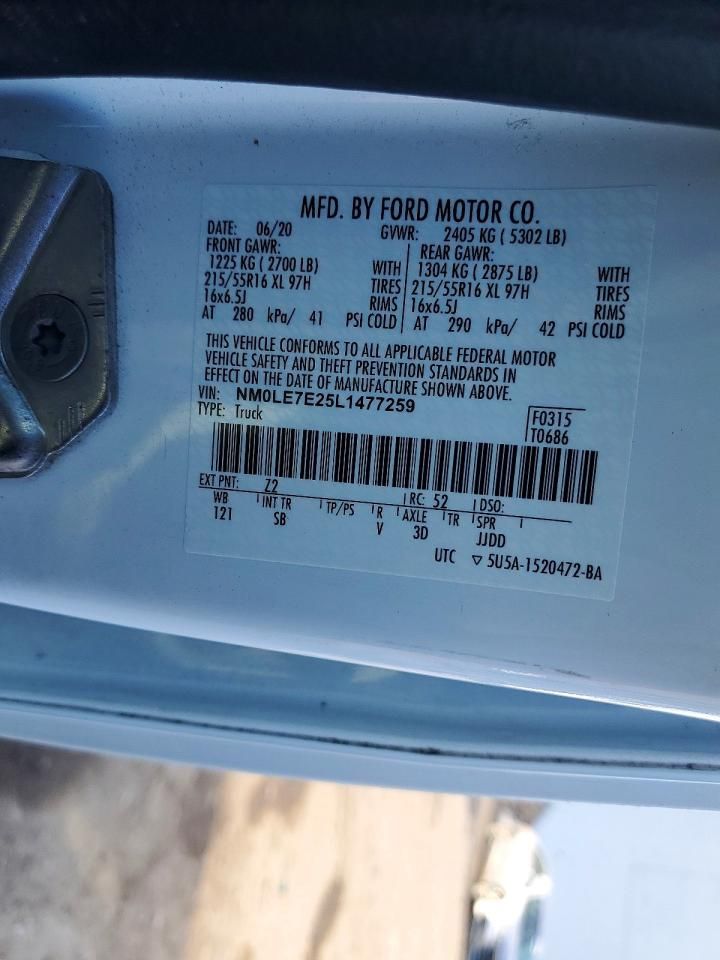 MFD. BY FORD MOTOR CO.
DATE: 06/20 GVWR: 2405 KG ( 5302 LB)
FRONT GAWR: REAR GAWR:
1225 KG ( 2700 LB) WITH 1304 KG ( 2875 LB) WITH
215/55R16 XL 97H TIRES 215/55R16 XL 97H TIRES
16x6.5J RIMS 16x6.5J RIMS
AT 280 kPa/ 41 PSI COLD AT 290 kPa/ 42 PSI COLD
THIS VEHICLE CONFORMS TO ALL APPLICABLE FEDERAL MOTOR
VEHICLE SAFETY AND THEFT PREVENTION STANDARDS IN
EFFECT ON THE DATE OF MANUFACTURE SHOWN ABOVE.
VIN: NM0LE7E25L1477259
TYPE: Truck
F0315
T0686
EXT PNT: Z2 RC: 52 DSO:
WB INT TR TP/PS R AXLE TR SPR
121 SB V 3D JJDD
UTC ▽ 5U5A-1520472-BA